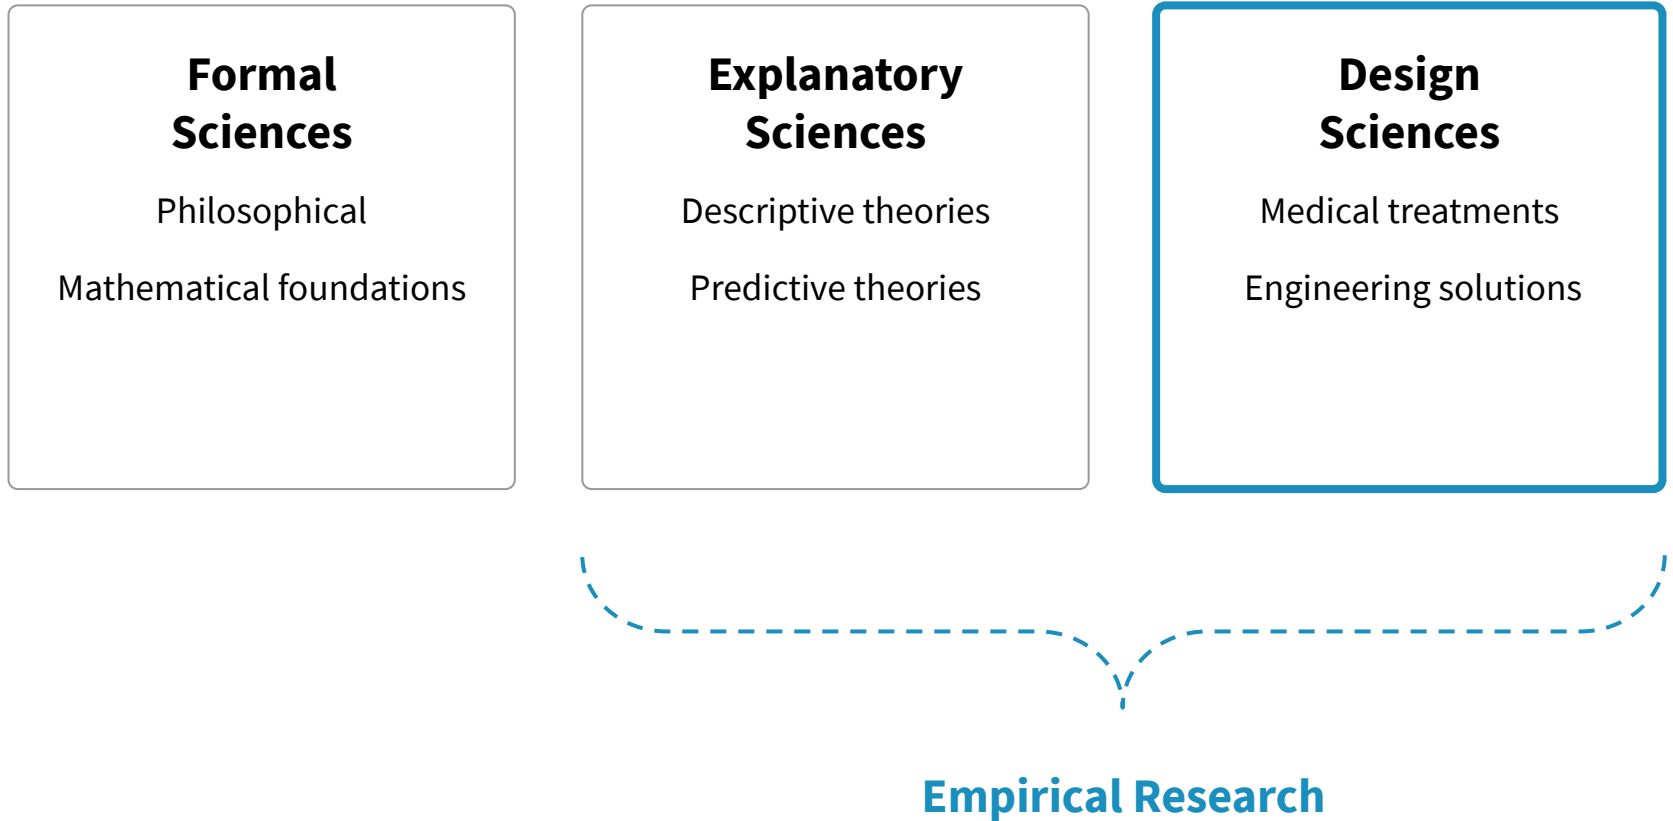 Formal
Sciences
Philosophical
Mathematical foundations
Explanatory
Sciences
Descriptive theories
Predictive theories
Design
Sciences
Medical treatments
Engineering solutions
Empirical Research